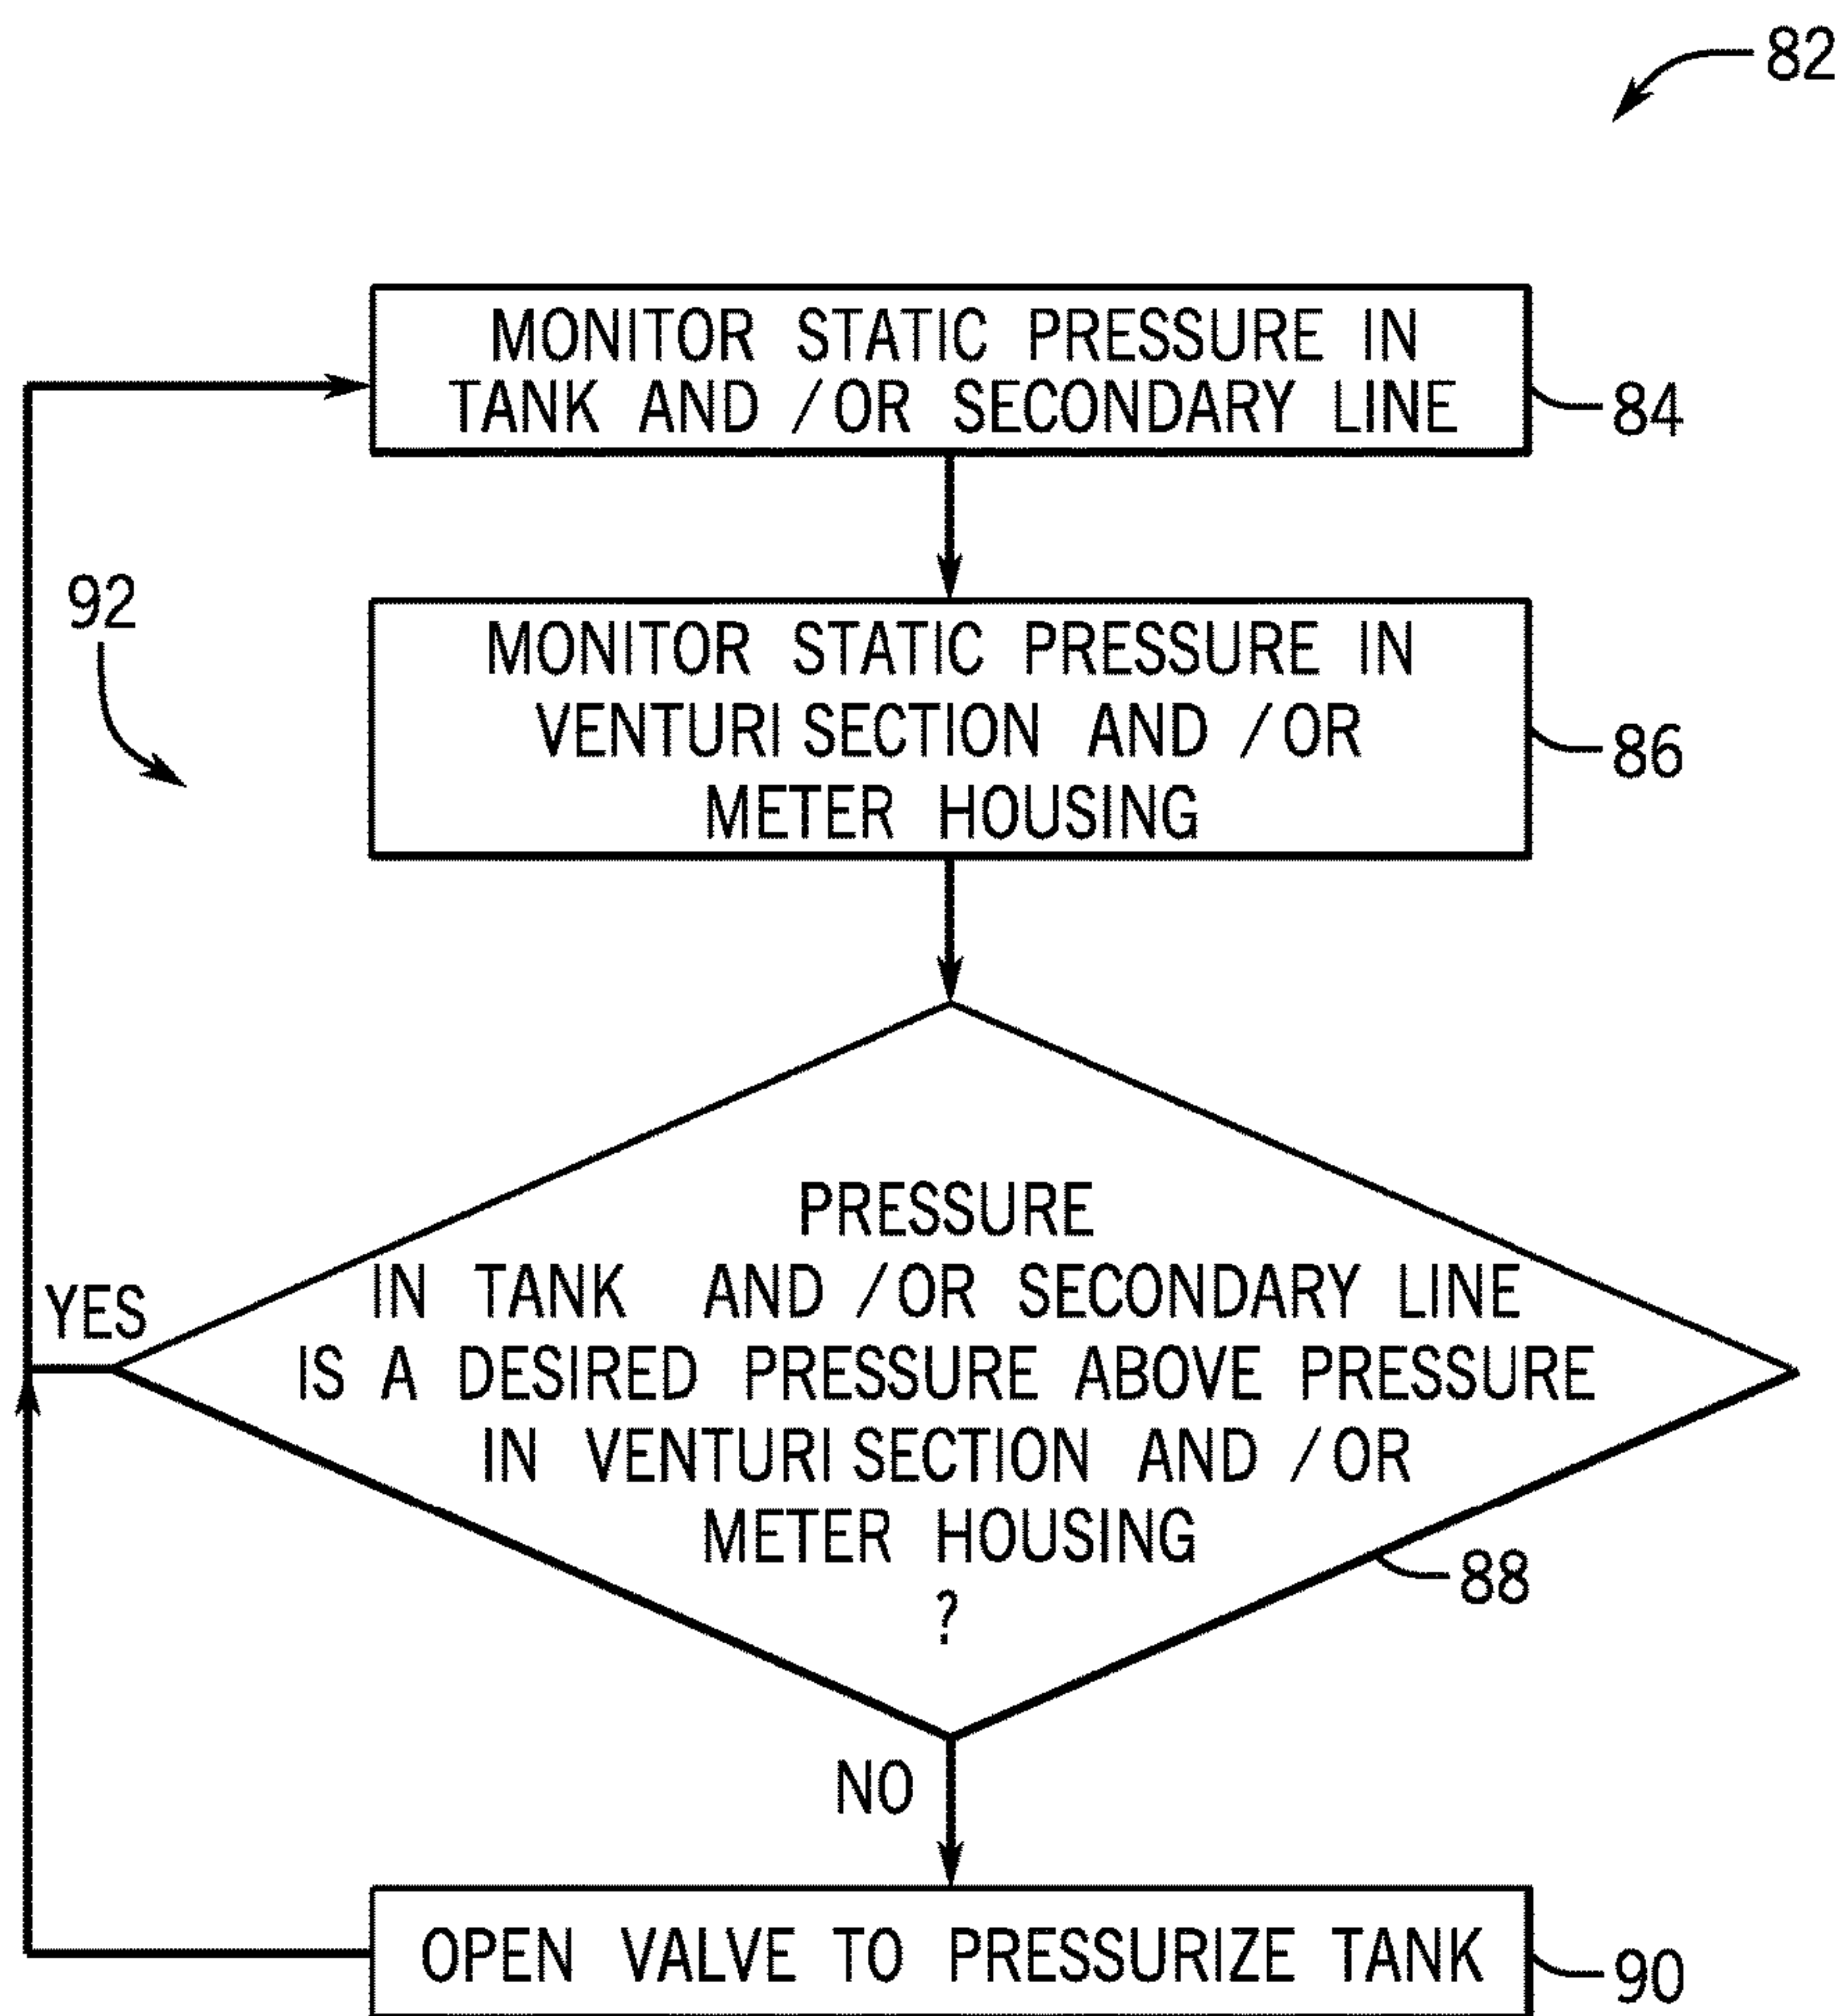 82
MONITOR STATIC PRESSURE IN
TANK AND /OR SECONDARY LINE
84
92
MONITOR STATIC PRESSURE IN
VENTURI SECTION AND /OR
METER HOUSING
86
PRESSURE
IN TANK AND /OR SECONDARY LINE
IS A DESIRED PRESSURE ABOVE PRESSURE
IN VENTURI SECTION AND /OR
METER HOUSING
?
YES
88
NO
OPEN VALVE TO PRESSURIZE TANK
90